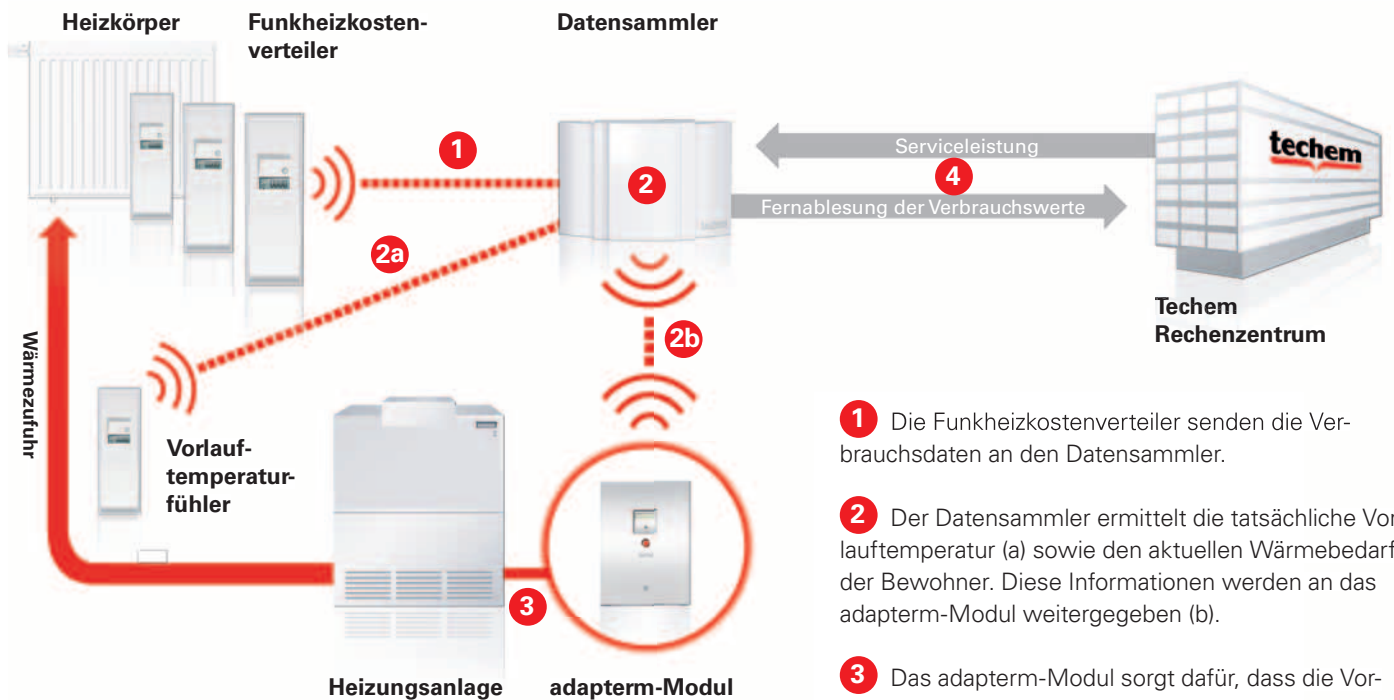 Heizkörper
Funkheizkosten-
verteiler
Datensammler
1
2
Serviceleistung
4
Fernablesung der Verbrauchswerte
techem
Techem
Rechenzentrum
2a
2b
Wärmezufuhr
Vorlauf-
temperatur-
fühler
3
Heizungsanlage
adapterm-Modul
1 Die Funkheizkostenverteiler senden die Ver-
brauchsdaten an den Datensammler.
2 Der Datensammler ermittelt die tatsächliche Vor
lauftemperatur (a) sowie den aktuellen Wärmebedarf
der Bewohner. Diese Informationen werden an das
adapterm-Modul weitergegeben (b).
3 Das adapterm-Modul sorgt dafür, dass die Vor-